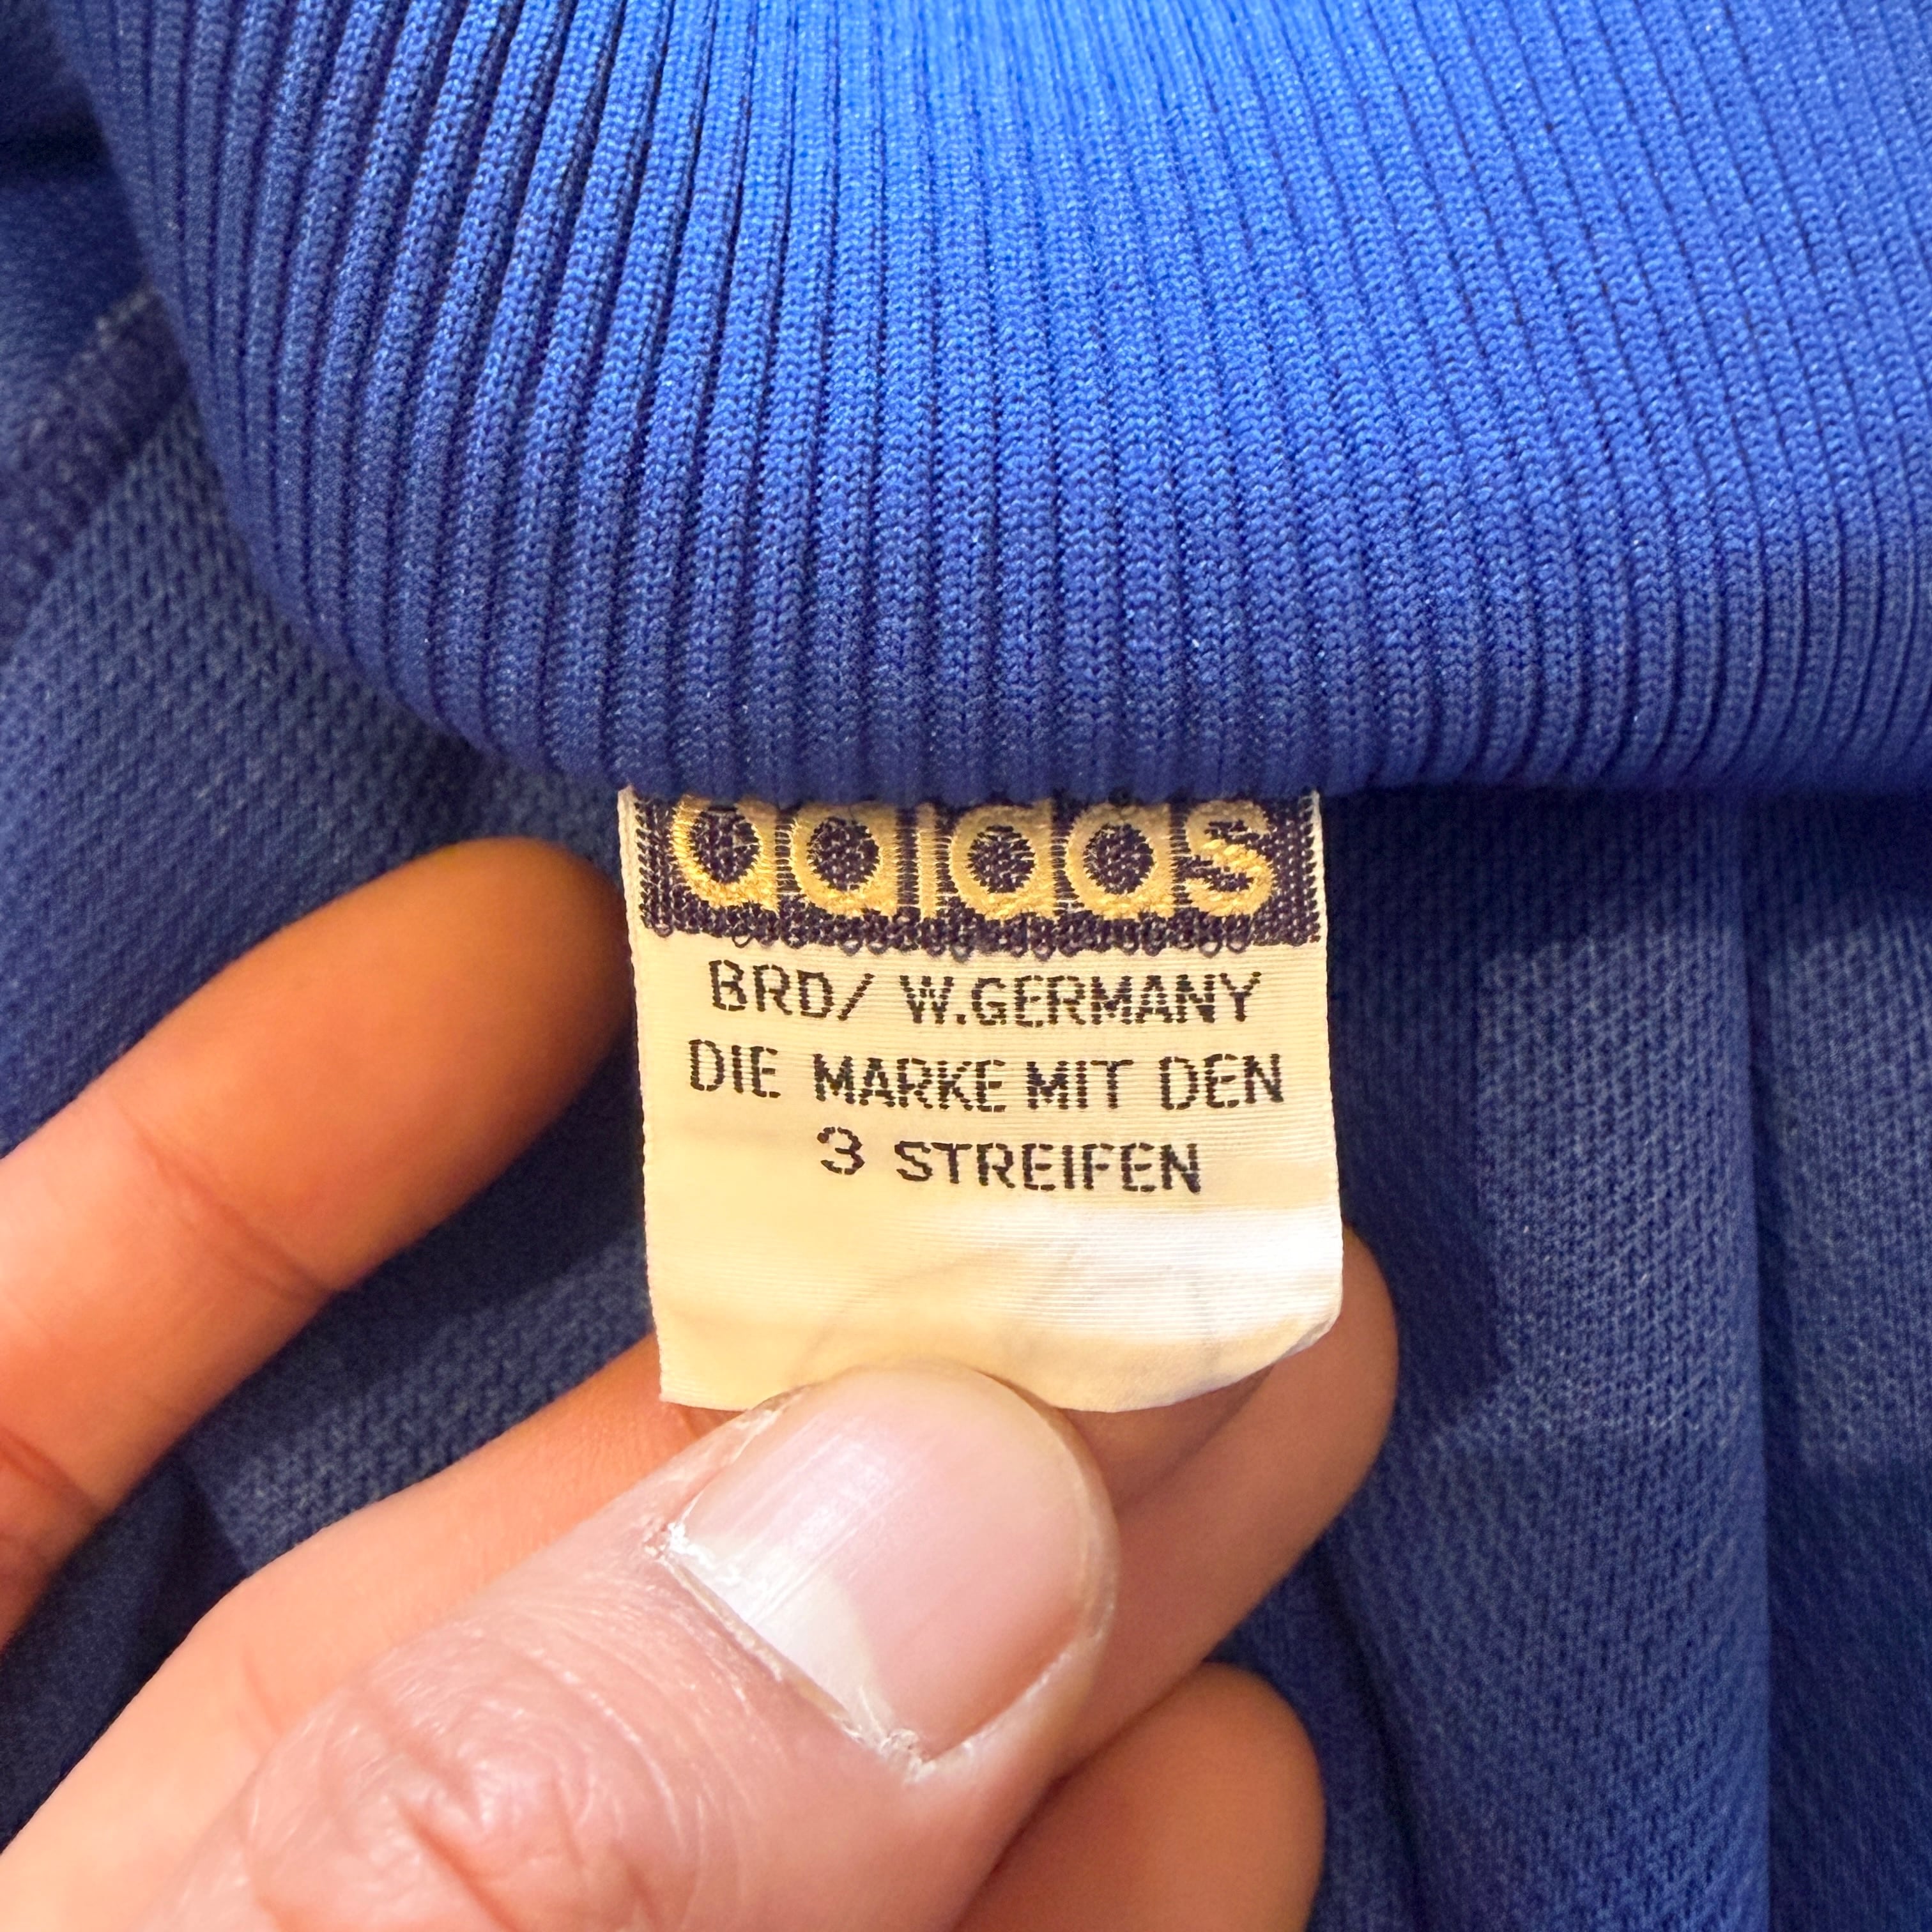 adidas
BRD/ W.GERMANY
DIE MARKE MIT DEN
3 STREIFEN